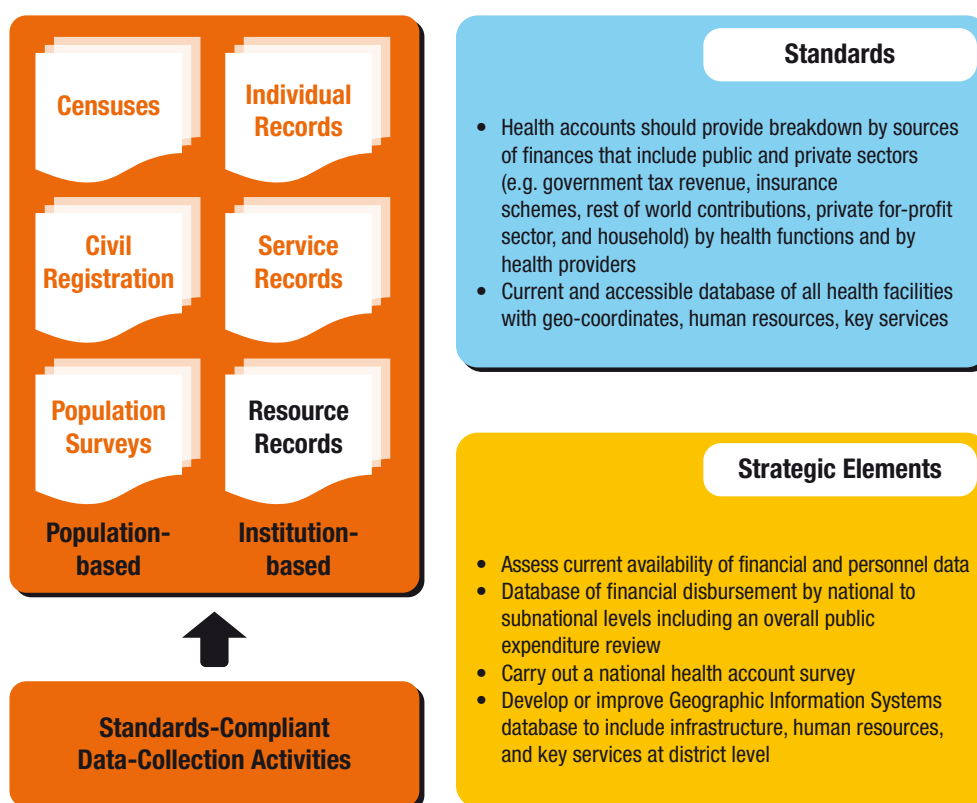 Censuses
Individual
Records
Civil
Registration
Service
Records
Population
Surveys
Resource
Records
Population-
based
Institution-
based
Standards-Compliant
Data-Collection Activities
Standards
• Health accounts should provide breakdown by sources
of finances that include public and private sectors
(e.g. government tax revenue, insurance
schemes, rest of world contributions, private for-profit
sector, and household) by health functions and by
health providers
• Current and accessible database of all health facilities
with geo-coordinates, human resources, key services
Strategic Elements
• Assess current availability of financial and personnel data
• Database of financial disbursement by national to
subnational levels including an overall public
expenditure review
• Carry out a national health account survey
• Develop or improve Geographic Information Systems
database to include infrastructure, human resources,
and key services at district level